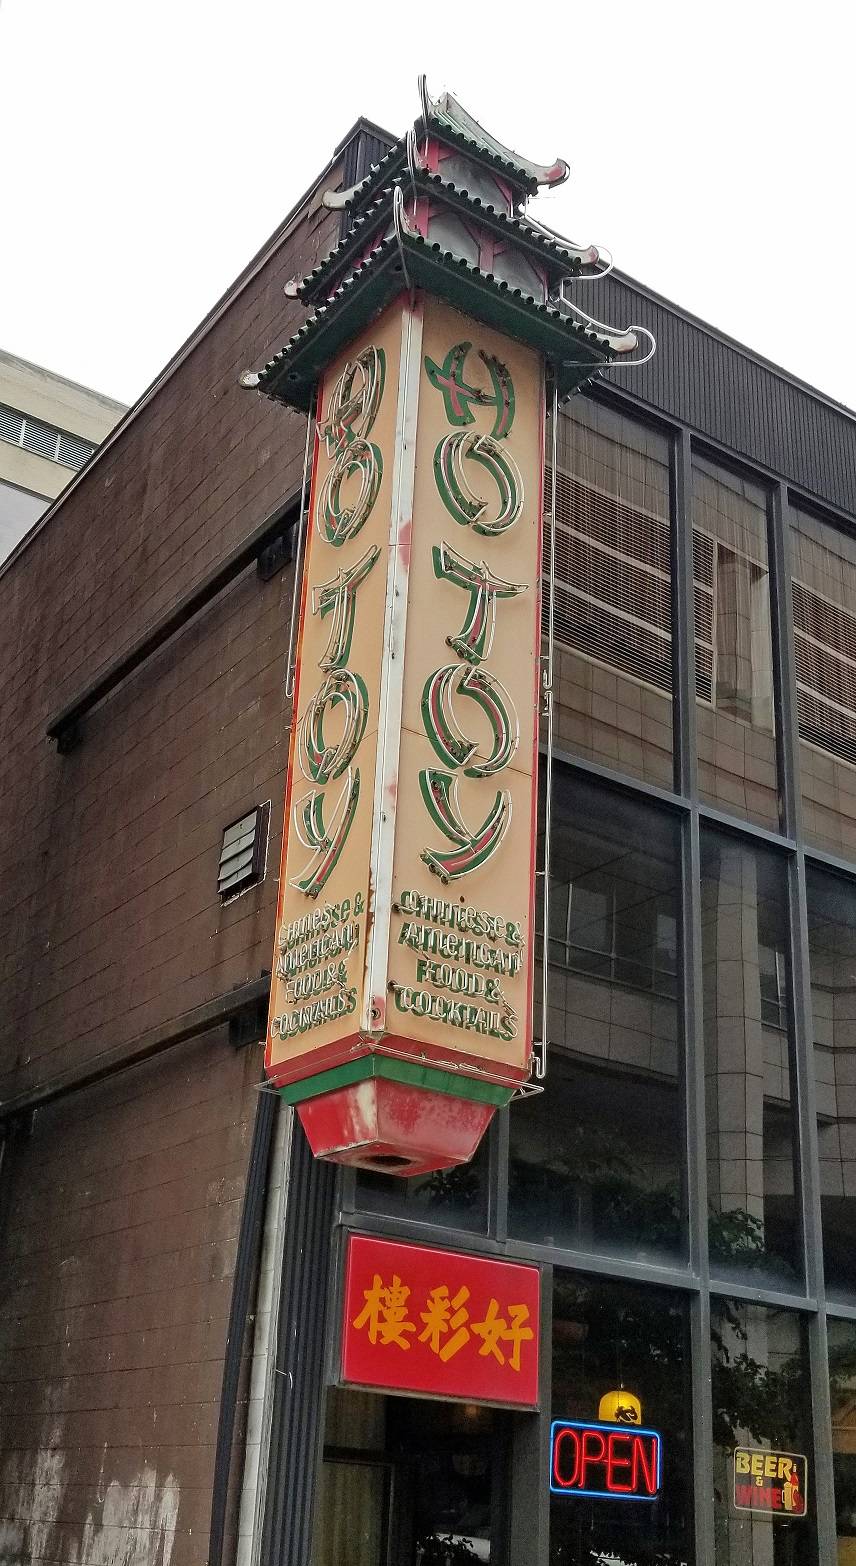 HO TOY
Chinese &
American
FOOD &
COCKTAILS
HO TOY
Chinese &
American
FOOD &
COCKTAILS
好彩樓
OPEN
BEER
&
WINE